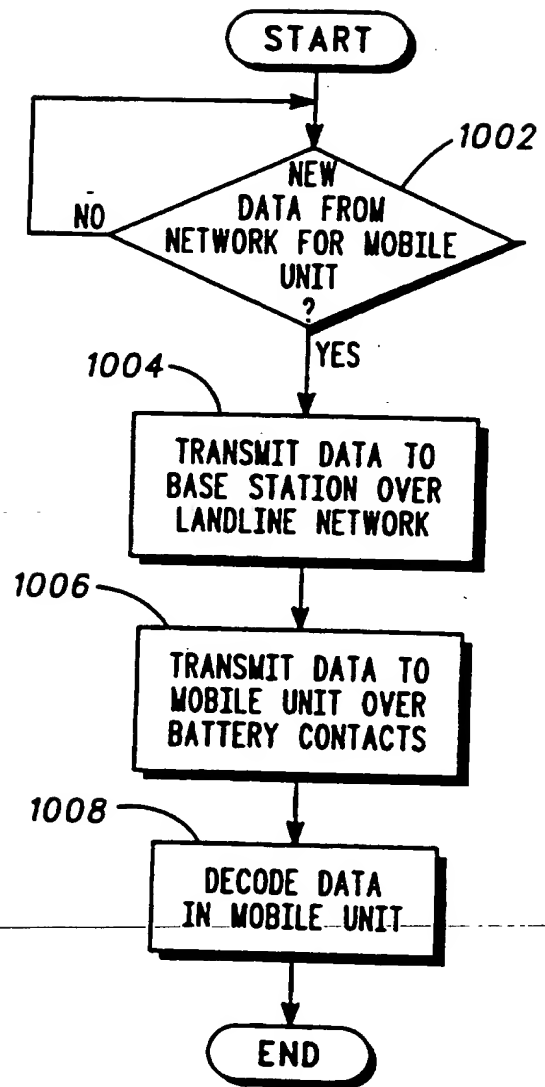 START
1002
NEW
DATA FROM
NETWORK FOR MOBILE
UNIT
?
NO
YES
1004
TRANSMIT DATA TO
BASE STATION OVER
LANDLINE NETWORK
1006
TRANSMIT DATA TO
MOBILE UNIT OVER
BATTERY CONTACTS
1008
DECODE DATA
IN MOBILE UNIT
END